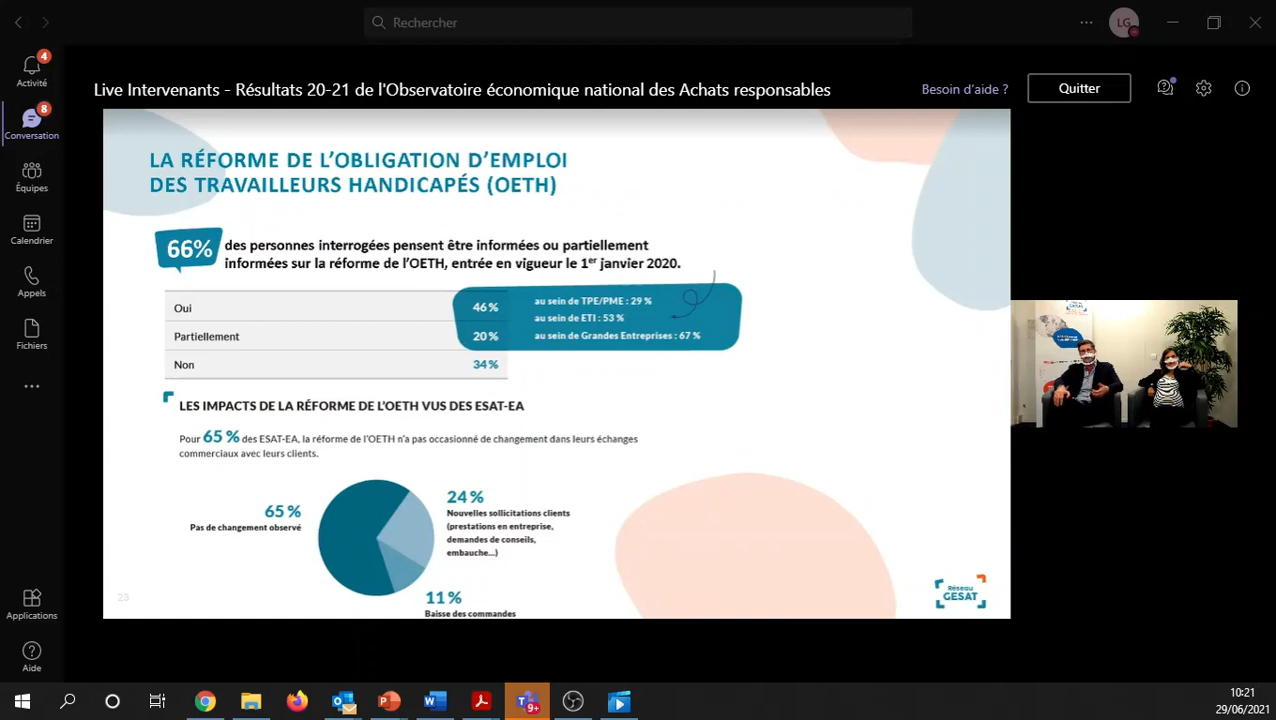 Rechercher
LG
4
Activité
8
Conversation
Équipes
Calendrier
Appels
Fichiers
Applications
Aide
Live Intervenants - Résultats 20-21 de l'Observatoire économique national des Achats responsables
Besoin d'aide ?
Quitter
LA RÉFORME DE L'OBLIGATION D'EMPLOI
DES TRAVAILLEURS HANDICAPÉS (OETH)
66% des personnes interrogées pensent être informées ou partiellement
informées sur la réforme de l'OETH, entrée en vigueur le 1er janvier 2020.
Oui 46%
Partiellement 20%
Non 34%
au sein de TPE/PME : 29 %
au sein de ETI : 53 %
au sein de Grandes Entreprises : 67 %
LES IMPACTS DE LA RÉFORME DE L'OETH VUS DES ESAT-EA
Pour 65 % des ESAT-EA, la réforme de l'OETH n'a pas occasionné de changement dans leurs échanges
commerciaux avec leurs clients.
65 %
Pas de changement observé
24 %
Nouvelles sollicitations clients
(prestations en entreprise,
demandes de conseils,
embauche...)
11 %
Baisse des commandes
23
Réseau
GESAT
9+
10:21
29/06/2021